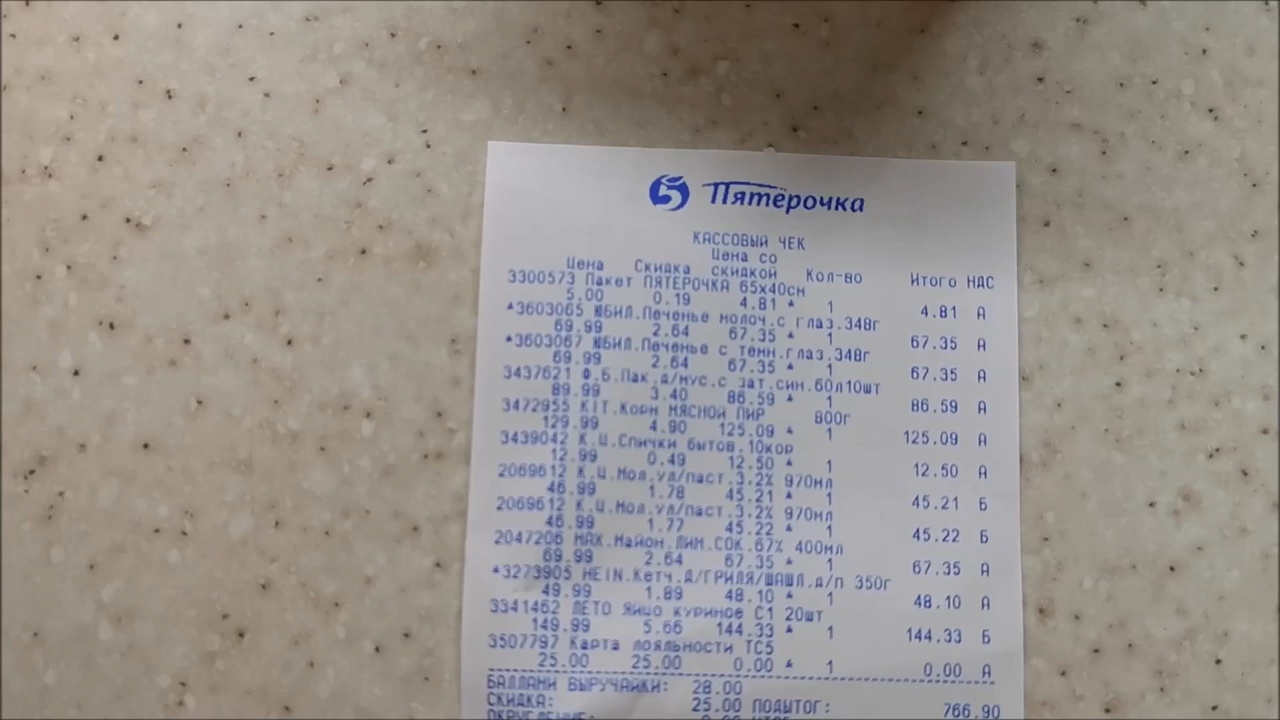 5 Пятёрочка
КАССОВЫЙ ЧЕК
Цена со
Цена Скидка скидкой Кол-во Итого НДС
3300573 Пакет ПЯТЕРОЧКА 65х40см
5.00 0.19 4.81 * 1 4.81 А
*3603065 ЮБИЛ.Печенье молоч.с глаз.348г
69.99 2.64 67.35 * 1 67.35 А
*3603067 ЮБИЛ.Печенье с темн.глаз.348г
69.99 2.64 67.35 * 1 67.35 А
3437621 Ф.Б.Пак.д/мус.с зат.син.60л10шт
89.99 3.40 86.59 * 1 86.59 А
3472955 KIT.Корм МЯСНОЙ ПИР 800г
129.99 4.90 125.09 * 1 125.09 А
3439042 К.Ц.Спички бытов.10кор
12.99 0.49 12.50 * 1 12.50 А
2069612 К.Ц.Мол.ул/паст.3.2% 970мл
46.99 1.78 45.21 * 1 45.21 Б
2069612 К.Ц.Мол.ул/паст.3.2% 970мл
46.99 1.77 45.22 * 1 45.22 Б
2047206 МАХ.Майон.ЛИМ.СОК.67% 400мл
69.99 2.64 67.35 * 1 67.35 А
*3273905 HEIN.Кетч.Д/ГРИЛЯ/ШАШЛ.д/п 350г
49.99 1.89 48.10 * 1 48.10 А
3341462 ЛЕТО Яйцо куриное С1 20шт
149.99 5.66 144.33 * 1 144.33 Б
3507797 Карта лояльности ТС5
25.00 25.00 0.00 * 1 0.00 А
БАЛЛАМИ ВЫРУЧАЙКИ: 28.00
СКИДКА: 25.00 ПОДЫТОГ: 766.90